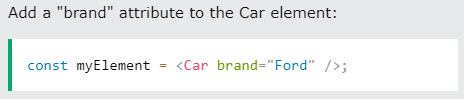 Add a "brand" attribute to the Car element:
const myElement = <Car brand="Ford" />;